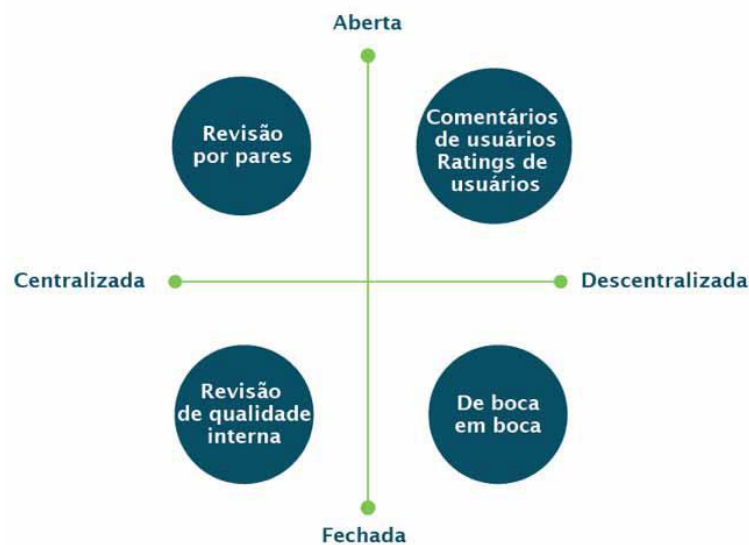 Aberta
Revisão
por pares
Comentários
de usuários
Ratings de
usuários
Centralizada
Descentralizada
Revisão
de qualidade
interna
De boca
em boca
Fechada